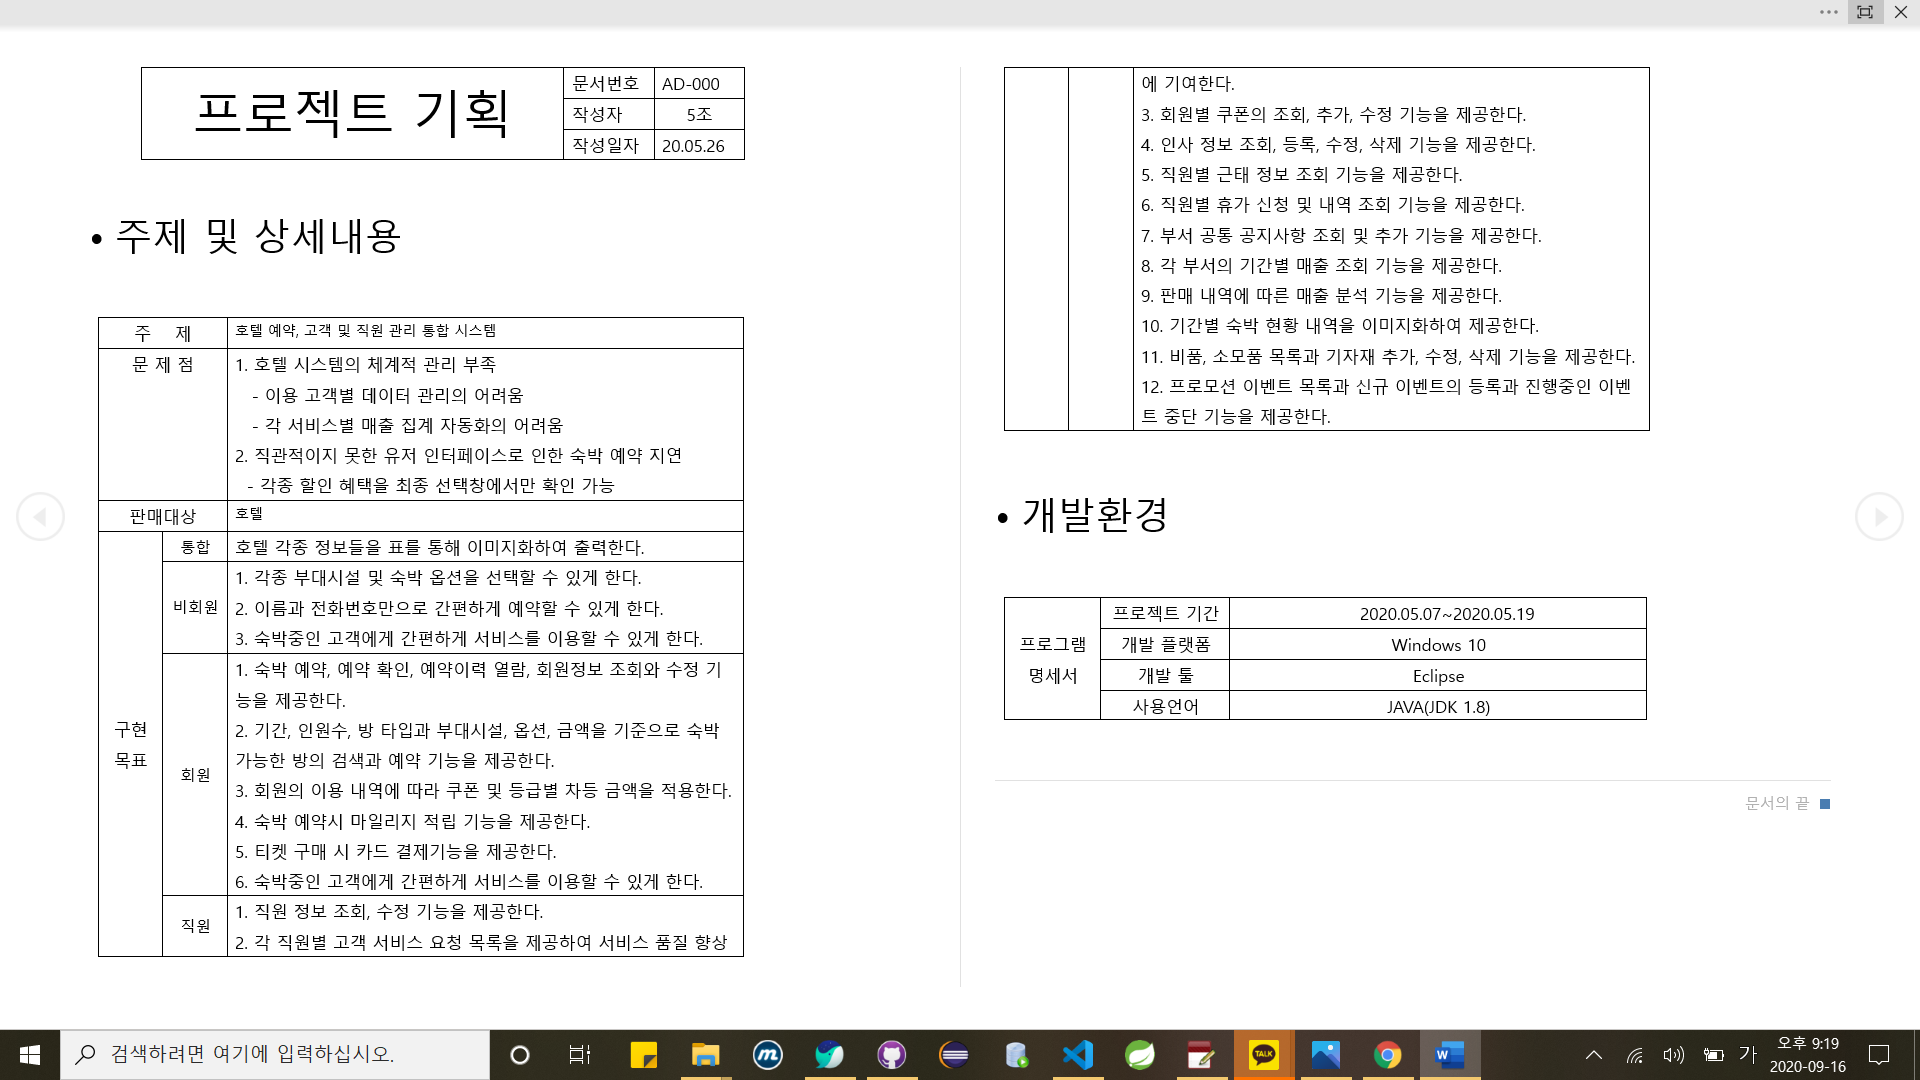 프로젝트 기획
문서번호 AD-000
작성자 5조
작성일자 20.05.26
• 주제 및 상세내용
주 제 호텔 예약, 고객 및 직원 관리 통합 시스템
문 제 점
1. 호텔 시스템의 체계적 관리 부족
- 이용 고객별 데이터 관리의 어려움
- 각 서비스별 매출 집계 자동화의 어려움
2. 직관적이지 못한 유저 인터페이스로 인한 숙박 예약 지연
- 각종 할인 혜택을 최종 선택창에서만 확인 가능
판매대상 호텔
구현
목표
통합 호텔 각종 정보들을 표를 통해 이미지화하여 출력한다.
비회원
1. 각종 부대시설 및 숙박 옵션을 선택할 수 있게 한다.
2. 이름과 전화번호만으로 간편하게 예약할 수 있게 한다.
3. 숙박중인 고객에게 간편하게 서비스를 이용할 수 있게 한다.
회원
1. 숙박 예약, 예약 확인, 예약이력 열람, 회원정보 조회와 수정 기
능을 제공한다.
2. 기간, 인원수, 방 타입과 부대시설, 옵션, 금액을 기준으로 숙박
가능한 방의 검색과 예약 기능을 제공한다.
3. 회원의 이용 내역에 따라 쿠폰 및 등급별 차등 금액을 적용한다.
4. 숙박 예약시 마일리지 적립 기능을 제공한다.
5. 티켓 구매 시 카드 결제기능을 제공한다.
6. 숙박중인 고객에게 간편하게 서비스를 이용할 수 있게 한다.
직원
1. 직원 정보 조회, 수정 기능을 제공한다.
2. 각 직원별 고객 서비스 요청 목록을 제공하여 서비스 품질 향상
에 기여한다.
3. 회원별 쿠폰의 조회, 추가, 수정 기능을 제공한다.
4. 인사 정보 조회, 등록, 수정, 삭제 기능을 제공한다.
5. 직원별 근태 정보 조회 기능을 제공한다.
6. 직원별 휴가 신청 및 내역 조회 기능을 제공한다.
7. 부서 공통 공지사항 조회 및 추가 기능을 제공한다.
8. 각 부서의 기간별 매출 조회 기능을 제공한다.
9. 판매 내역에 따른 매출 분석 기능을 제공한다.
10. 기간별 숙박 현황 내역을 이미지화하여 제공한다.
11. 비품, 소모품 목록과 기자재 추가, 수정, 삭제 기능을 제공한다.
12. 프로모션 이벤트 목록과 신규 이벤트의 등록과 진행중인 이벤
트 중단 기능을 제공한다.
• 개발환경
프로그램
명세서
프로젝트 기간 2020.05.07~2020.05.19
개발 플랫폼 Windows 10
개발 툴 Eclipse
사용언어 JAVA(JDK 1.8)
문서의 끝
검색하려면 여기에 입력하십시오.
TALK
가
오후 9:19
2020-09-16